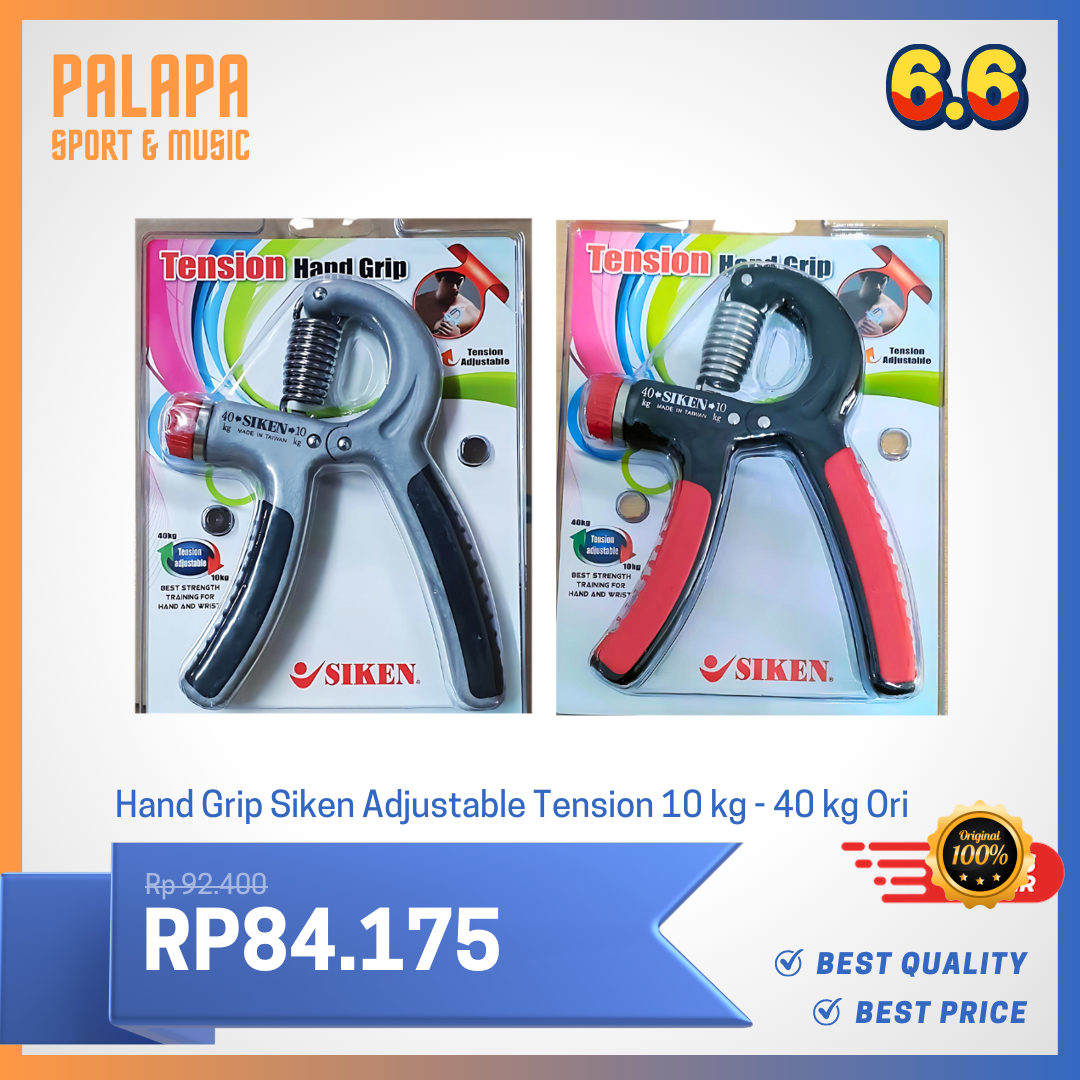 PALAPA
SPORT & MUSIC
6.6
Tension Hand Grip
Tension
Adjustable
40 SIKEN 10
kg MADE IN TAIWAN kg
40kg
Tension
adjustable
10kg
BEST STRENGTH
TRAINING FOR
HAND AND WRIST
SIKEN
Tension Hand Grip
Tension
Adjustable
40 SIKEN 10
kg MADE IN TAIWAN kg
40kg
Tension
adjustable
10kg
BEST STRENGTH
TRAINING FOR
HAND AND WRIST
SIKEN
Hand Grip Siken Adjustable Tension 10 kg - 40 kg Ori
Original
100%
Rp 92.400
RP84.175
BEST QUALITY
BEST PRICE